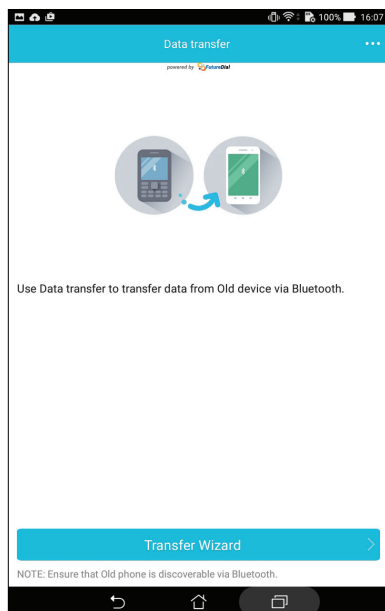 100% 16:07
Data transfer
powered by FutureDial
Use Data transfer to transfer data from Old device via Bluetooth.
Transfer Wizard
NOTE: Ensure that Old phone is discoverable via Bluetooth.